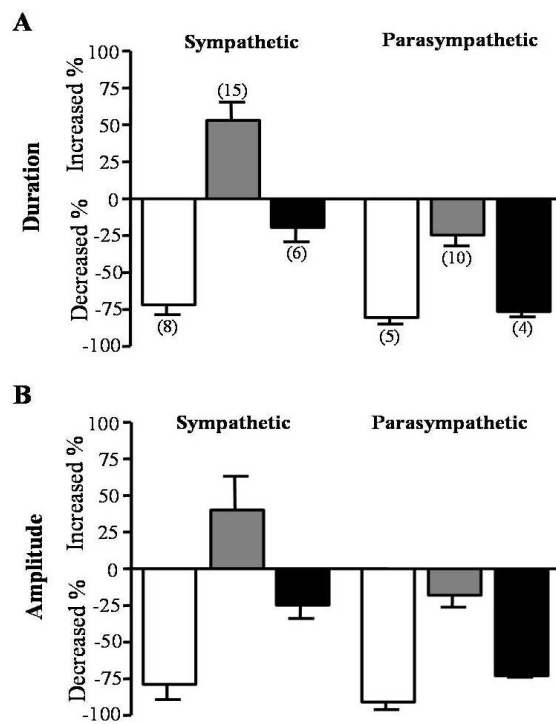 A
Sympathetic Parasympathetic
Duration
Increased %
Decreased %
100
75
50
25
0
-25
-50
-75
-100
(15)
(6)
(10)
(8)
(5)
(4)
B
Sympathetic Parasympathetic
Amplitude
Increased %
Decreased %
100
75
50
25
0
-25
-50
-75
-100